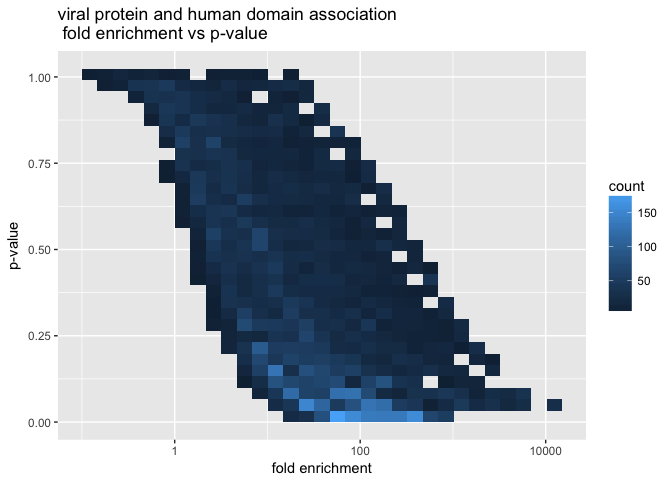 viral protein and human domain association
fold enrichment vs p-value
1.00
0.75
0.50
0.25
0.00
p-value
1
100
10000
fold enrichment
count
150
100
50